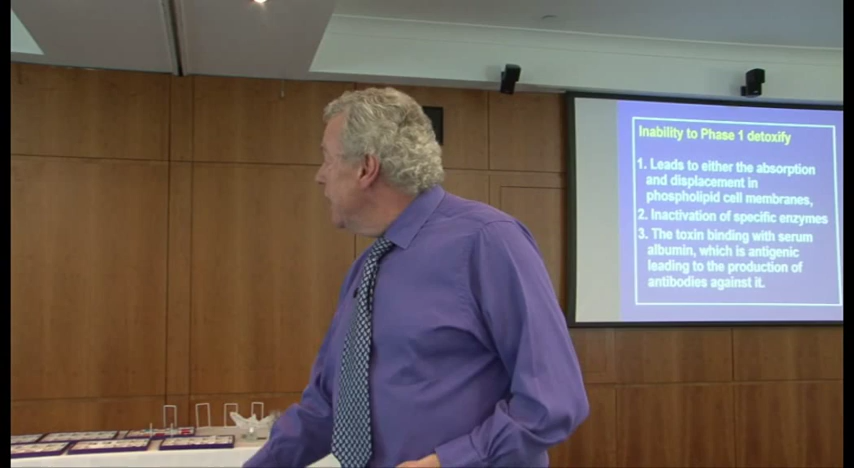 Inability to Phase 1 detoxify
1. Leads to either the absorption
and displacement in
phospholipid cell membranes,
2. Inactivation of specific enzymes
3. The toxin binding with serum
albumin, which is antigenic
leading to the production of
antibodies against it.